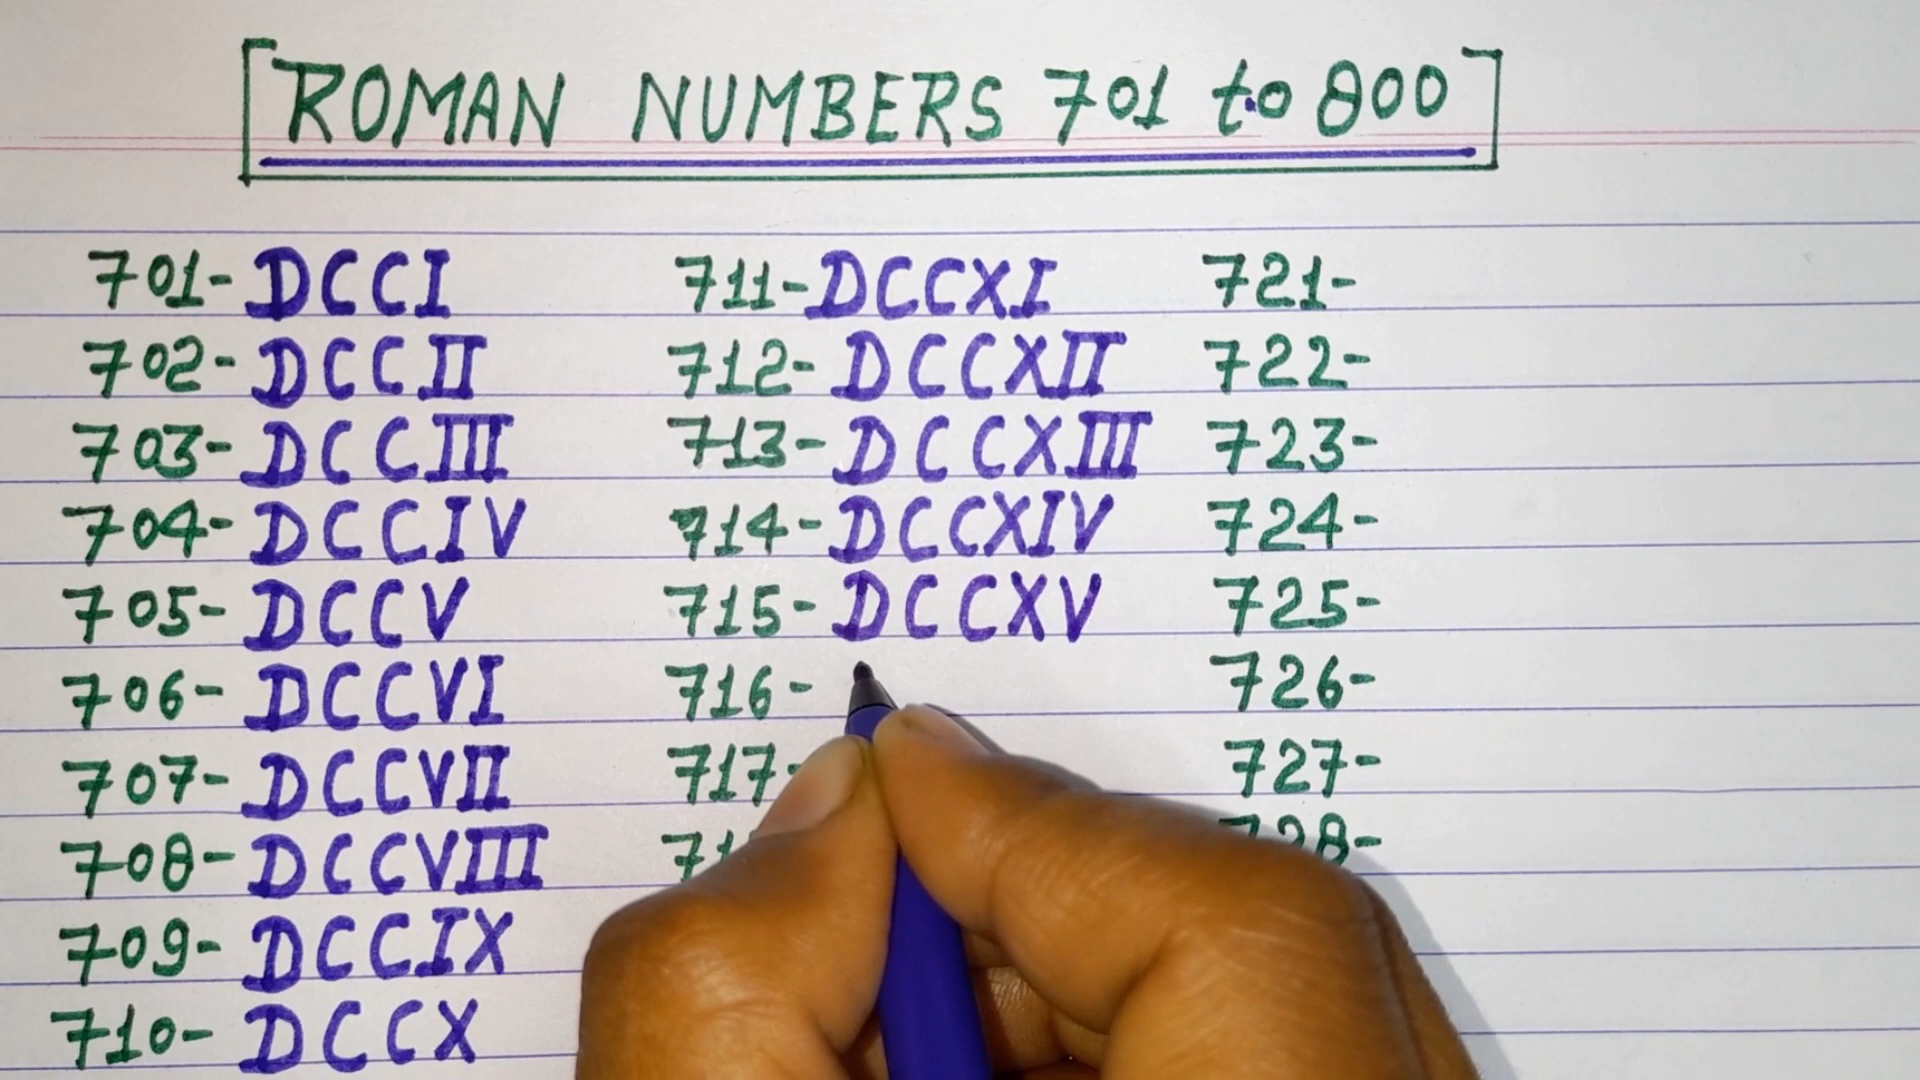 ROMAN NUMBERS 701 to 800
701- DCCI
702- DCCII
703- DCCIII
704- DCCIV
705- DCCV
706- DCCVI
707- DCCVII
708- DCCVIII
709- DCCIX
710- DCCX
711- DCCXI
712- DCCXII
713- DCCXIII
714- DCCXIV
715- DCCXV
716-
717-
721-
722-
723-
724-
725-
726-
727-
728-